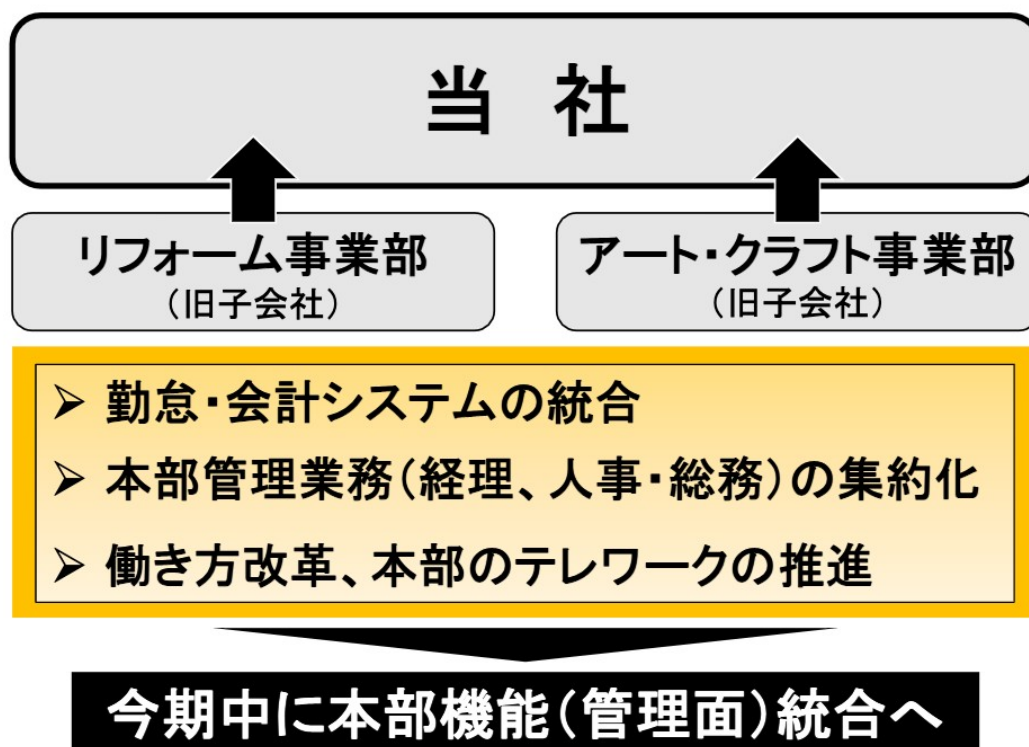 当 社
リフォーム事業部
（旧子会社）
アート・クラフト事業部
（旧子会社）
➢ 勤怠・会計システムの統合
➢ 本部管理業務（経理、人事・総務）の集約化
➢ 働き方改革、本部のテレワークの推進
今期中に本部機能（管理面）統合へ